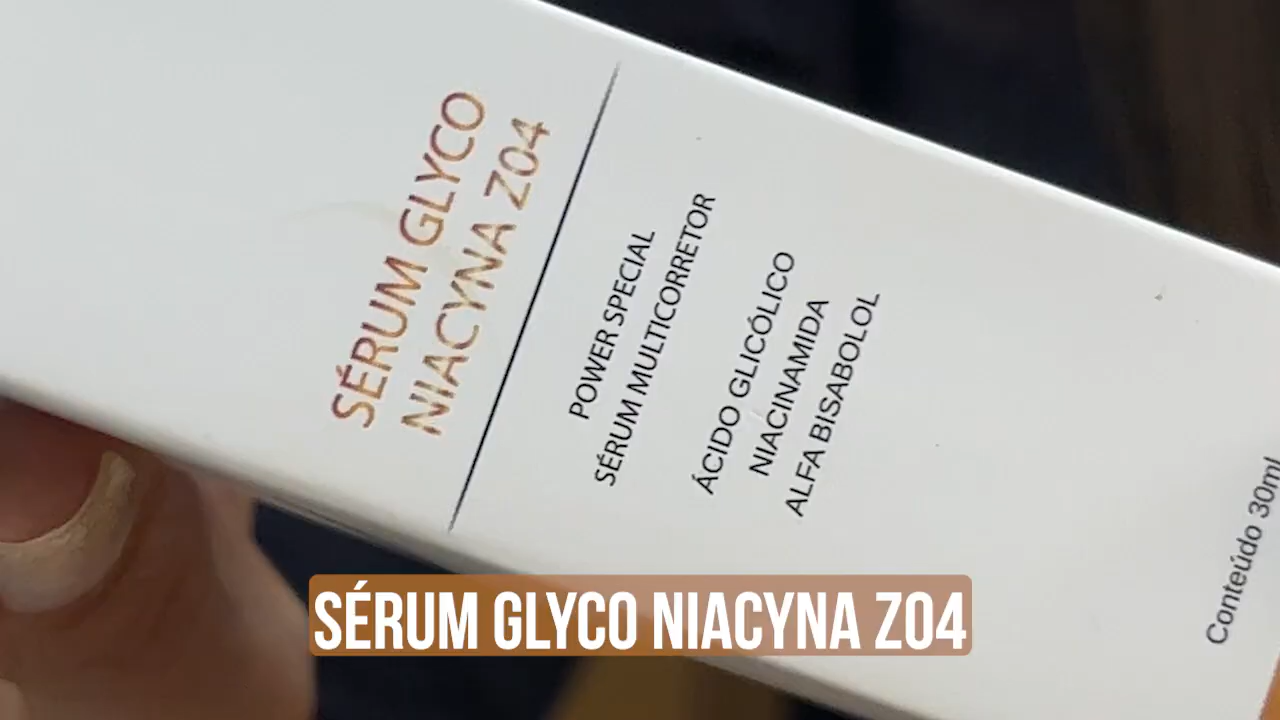 SÉRUM GLYCO
NIACYNA Z04
POWER SPECIAL
SÉRUM MULTICORRETOR
ÁCIDO GLICÓLICO
NIACINAMIDA
ALFA BISABOLOL
Conteúdo 30ml
SÉRUM GLYCO NIACYNA Z04